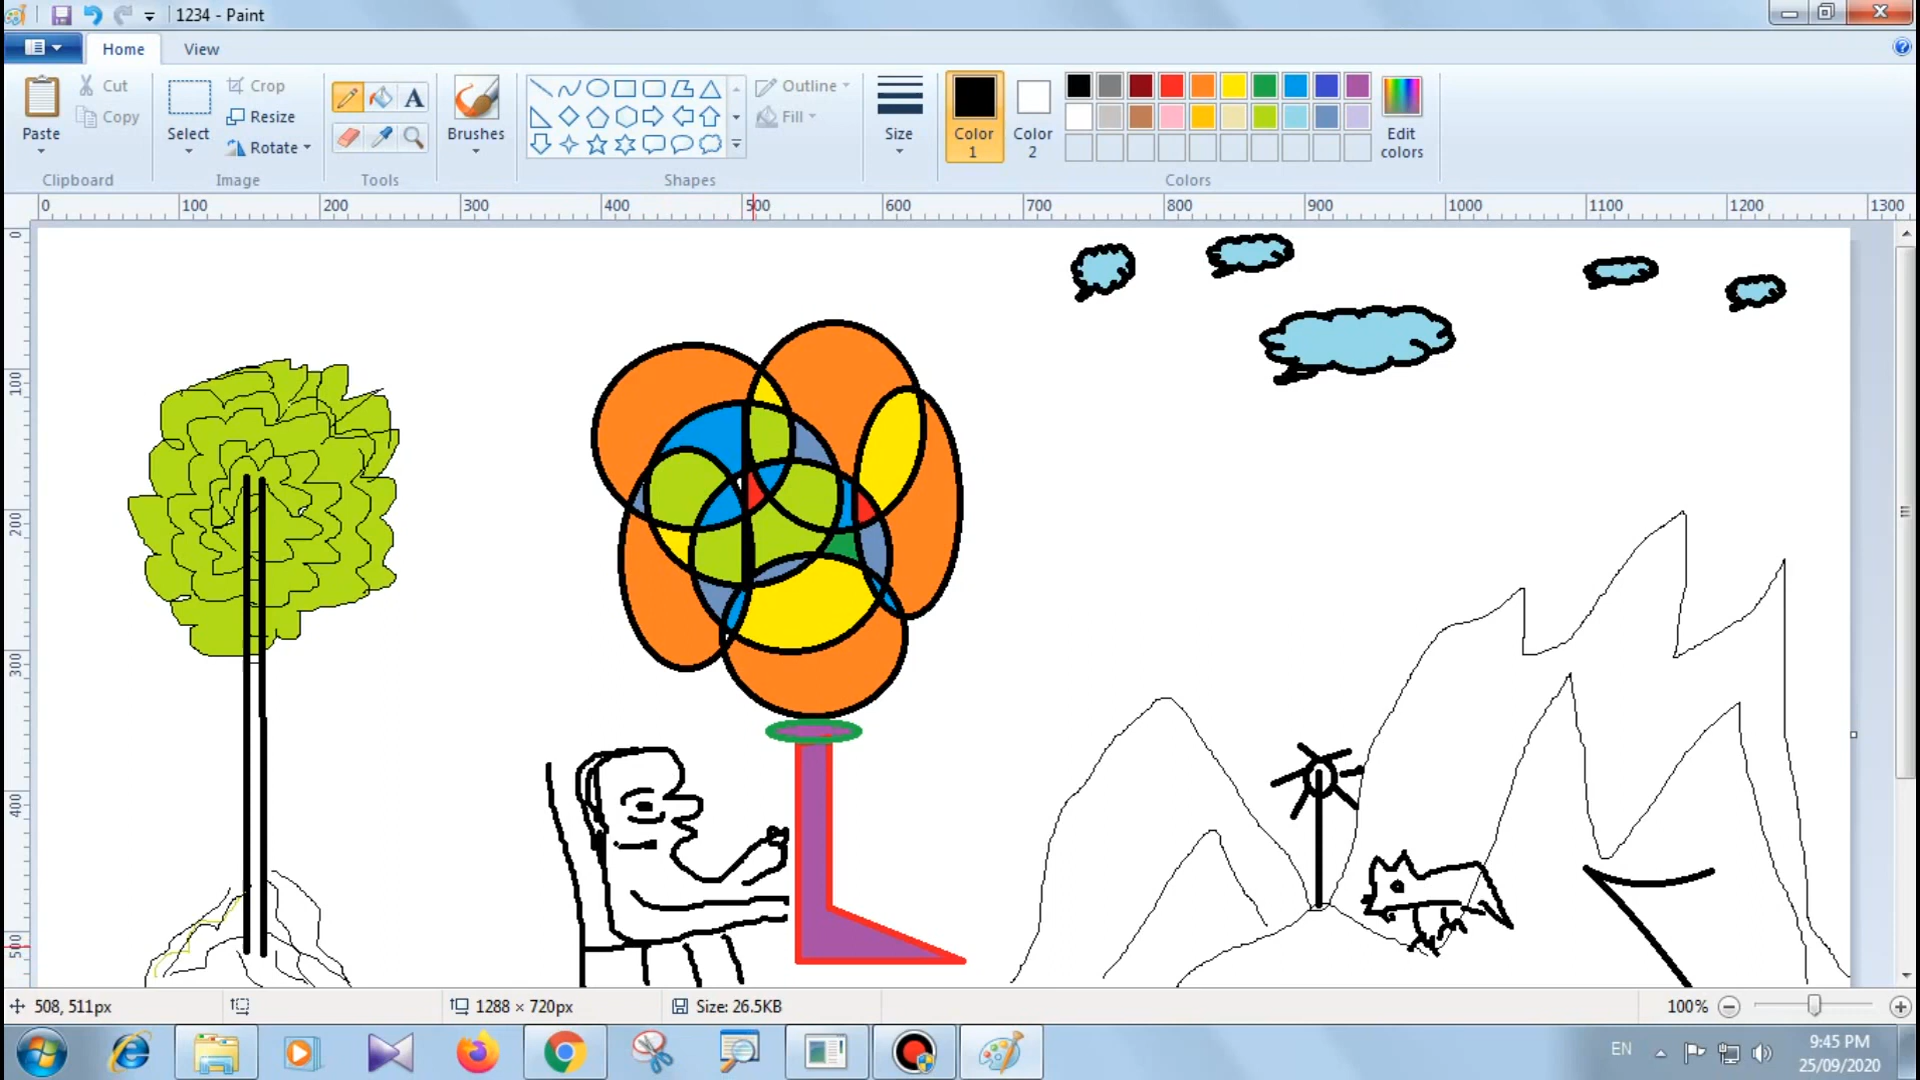 1234 - Paint
Home View
Paste
Cut
Copy
Clipboard
Select
Crop
Resize
Rotate
Image
A
Tools
Brushes
Outline
Fill
Shapes
Size
Color 1
Color 2
Edit colors
Colors
0 100 200 300 400 500 600 700 800 900 1000 1100 1200 1300
0
100
200
300
400
500
508, 511px 1288 × 720px Size: 26.5KB 100%
EN 9:45 PM
25/09/2020